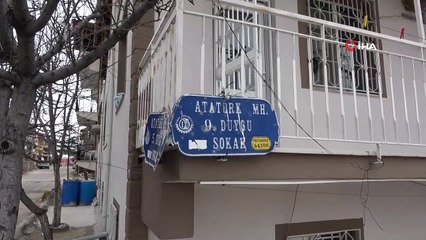 İHA
ATATÜRK MH.
9. DUYGU
SOKAK